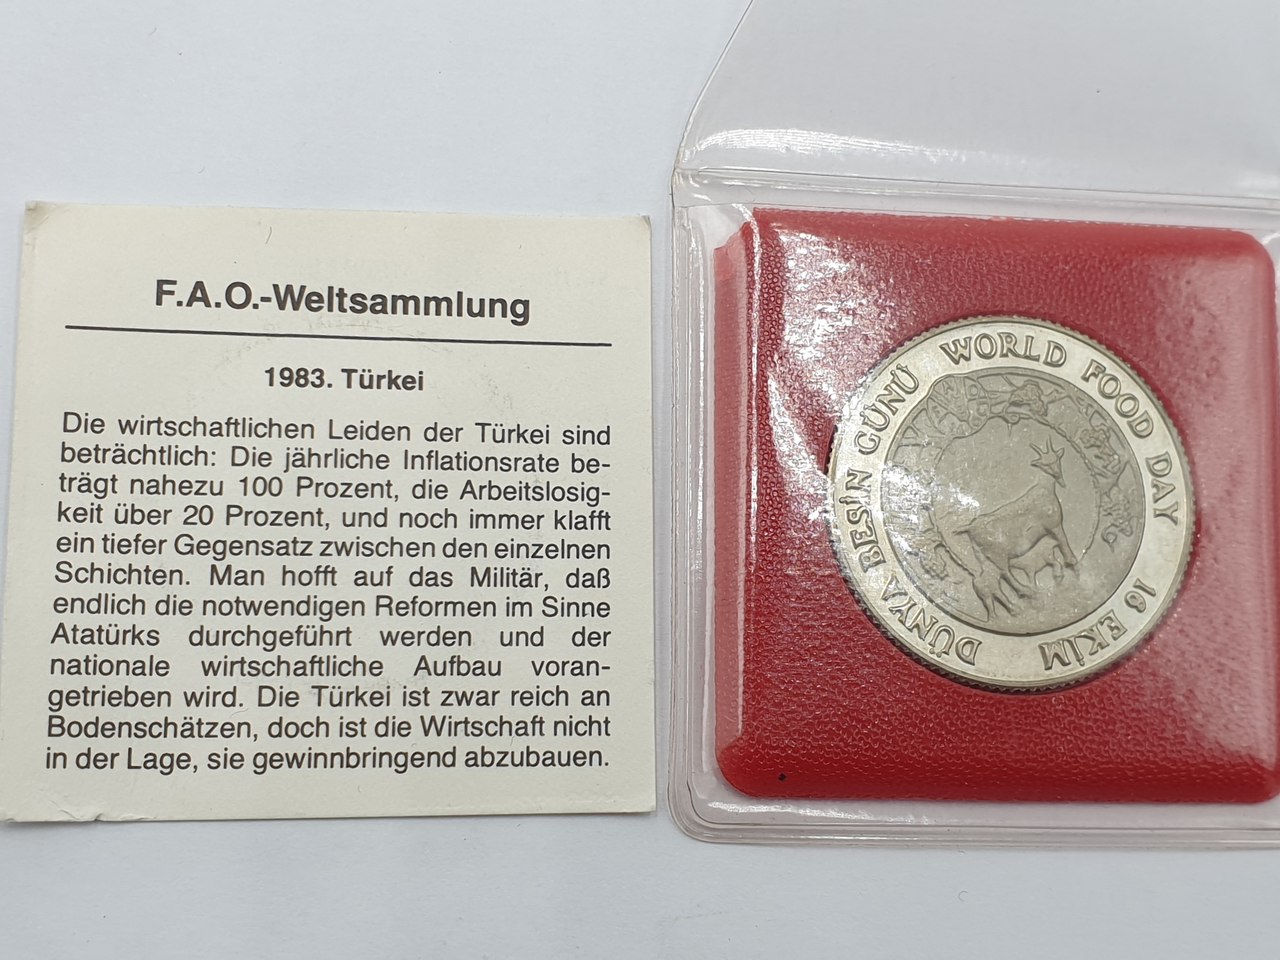 F.A.O.-Weltsammlung
1983. Türkei
Die wirtschaftlichen Leiden der Türkei sind
beträchtlich: Die jährliche Inflationsrate be-
trägt nahezu 100 Prozent, die Arbeitslosig-
keit über 20 Prozent, und noch immer klafft
ein tiefer Gegensatz zwischen den einzelnen
Schichten. Man hofft auf das Militär, daß
endlich die notwendigen Reformen im Sinne
Atatürks durchgeführt werden und der
nationale wirtschaftliche Aufbau voran-
getrieben wird. Die Türkei ist zwar reich an
Bodenschätzen, doch ist die Wirtschaft nicht
in der Lage, sie gewinnbringend abzubauen.
DÜNYA BESİN GÜNÜ WORLD FOOD DAY 16 EKİM